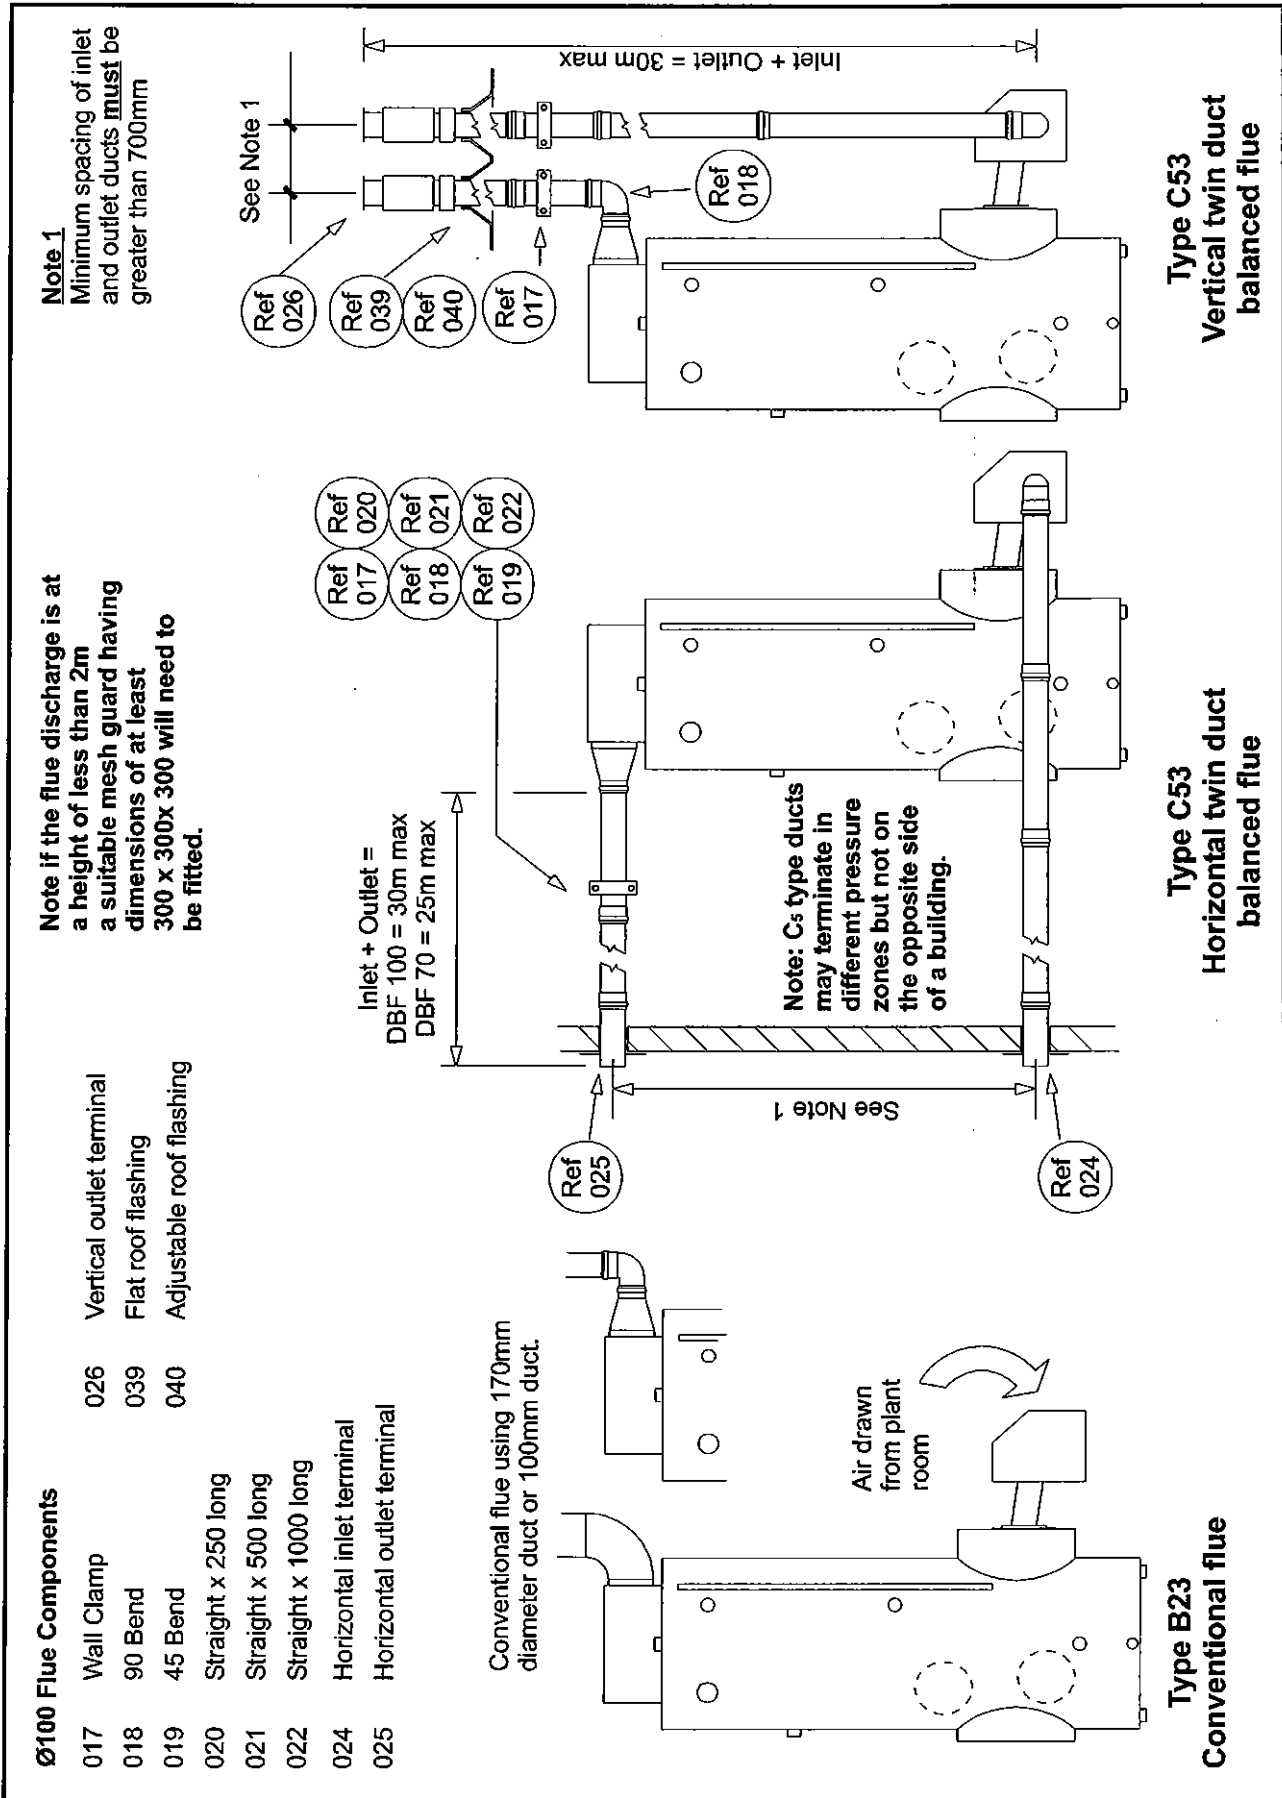 Ø100 Flue Components
017 Wall Clamp
018 90 Bend
019 45 Bend
020 Straight x 250 long
021 Straight x 500 long
022 Straight x 1000 long
024 Horizontal inlet terminal
025 Horizontal outlet terminal
026 Vertical outlet terminal
039 Flat roof flashing
040 Adjustable roof flashing
Note if the flue discharge is at
a height of less than 2m
a suitable mesh guard having
dimensions of at least
300 x 300x 300 will need to
be fitted.
Note 1
Minimum spacing of inlet
and outlet ducts must be
greater than 700mm
Conventional flue using 170mm
diameter duct or 100mm duct.
Air drawn
from plant
room
Type B23
Conventional flue
Inlet + Outlet =
DBF 100 = 30m max
DBF 70 = 25m max
Ref
017
Ref
020
Ref
018
Ref
021
Ref
019
Ref
022
Ref
025
See Note 1
Note: C5 type ducts
may terminate in
different pressure
zones but not on
the opposite side
of a building.
Ref
024
Type C53
Horizontal twin duct
balanced flue
See Note 1
Ref
026
Ref
039
Ref
040
Ref
017
Ref
018
Inlet + Outlet = 30m max
Type C53
Vertical twin duct
balanced flue